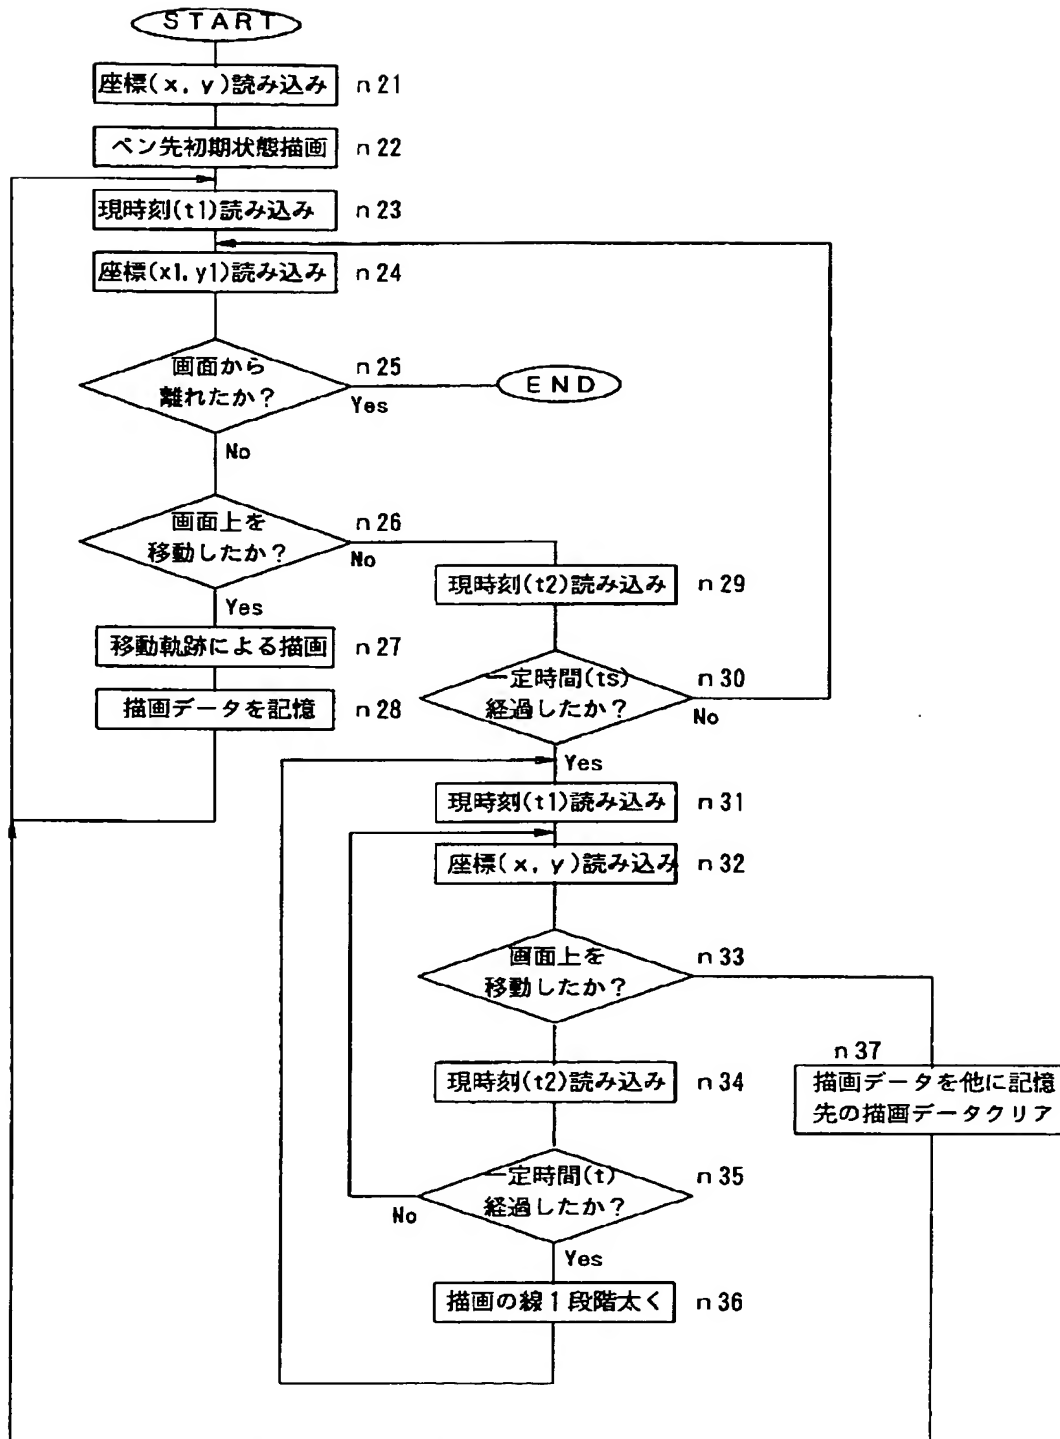 START
座標(x, y)読み込み n21
ペン先初期状態描画 n22
現時刻(t1)読み込み n23
座標(x1,y1)読み込み n24
画面から
離れたか？
n25
Yes
END
No
画面上を
移動したか？
n26
No
Yes
移動軌跡による描画 n27
描画データを記憶 n28
現時刻(t2)読み込み n29
一定時間(ts)
経過したか？
n30
No
Yes
現時刻(t1)読み込み n31
座標(x, y)読み込み n32
画面上を
移動したか？
n33
現時刻(t2)読み込み n34
一定時間(t)
経過したか？
n35
No
Yes
描画の線１段階太く n36
n37
描画データを他に記憶
先の描画データクリア